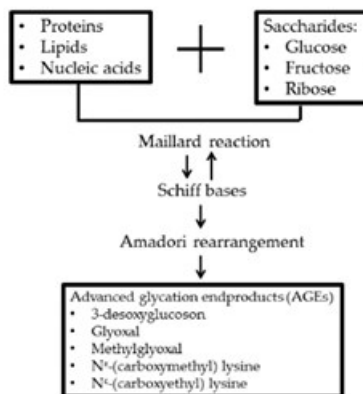 • Proteins
• Lipids
• Nucleic acids
+
Saccharides:
• Glucose
• Fructose
• Ribose
Maillard reaction
Schiff bases
Amadori rearrangement
Advanced glycation endproducts (AGEs)
• 3-desoxyglucoson
• Glyoxal
• Methylglyoxal
• Nε-(carboxymethyl) lysine
• Nε-(carboxyethyl) lysine